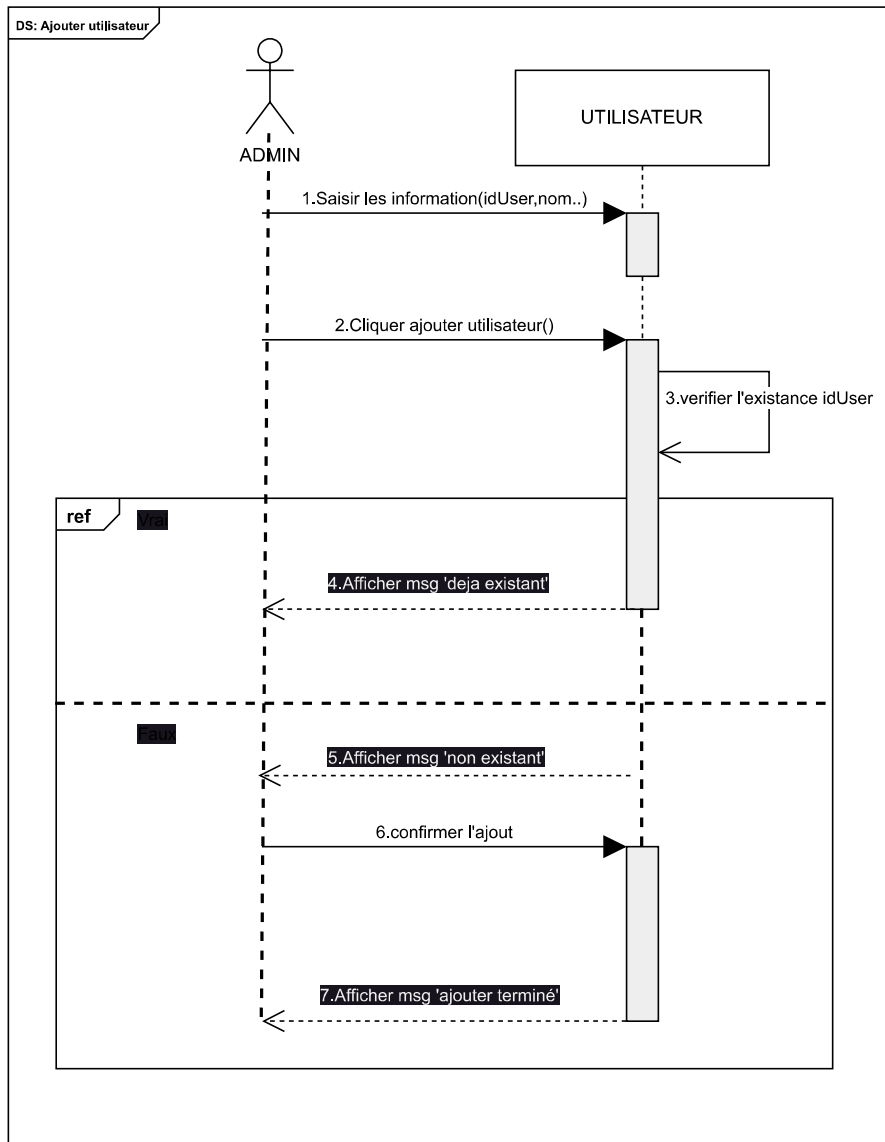 DS: Ajouter utilisateur
UTILISATEUR
ADMIN
1.Saisir les information(idUser,nom..)
2.Cliquer ajouter utilisateur()
3.verifier l'existance idUser
ref
Vrai
4.Afficher msg 'deja existant'
Faux
5.Afficher msg 'non existant'
6.confirmer l'ajout
7.Afficher msg 'ajouter terminé'